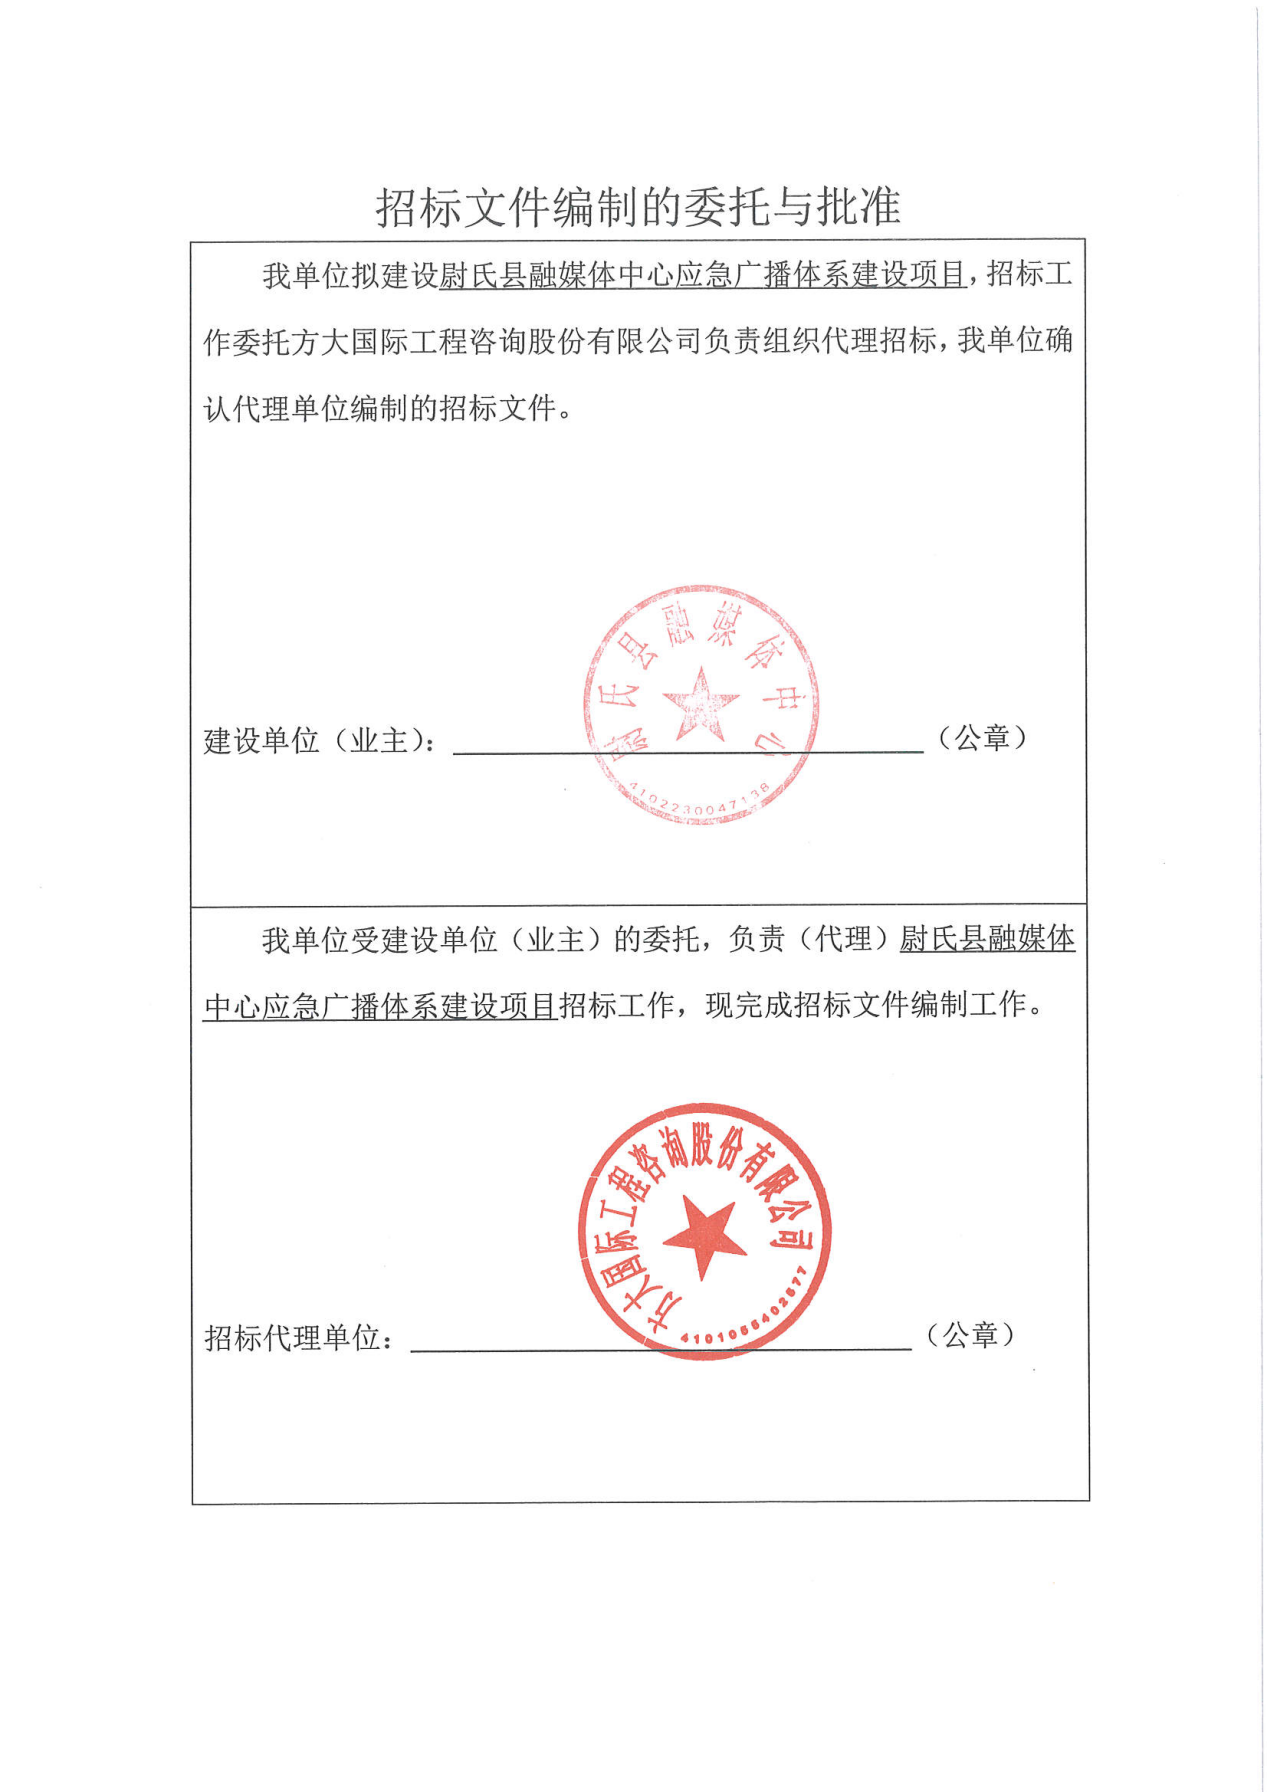 招标文件编制的委托与批准
我单位拟建设尉氏县融媒体中心应急广播体系建设项目，招标工
作委托方大国际工程咨询股份有限公司负责组织代理招标，我单位确
认代理单位编制的招标文件。
尉氏县融媒体中心
4102230047138
建设单位（业主）：
（公章）
我单位受建设单位（业主）的委托，负责（代理）尉氏县融媒体
中心应急广播体系建设项目招标工作，现完成招标文件编制工作。
方大国际工程咨询股份有限公司
招标代理单位：
（公章）